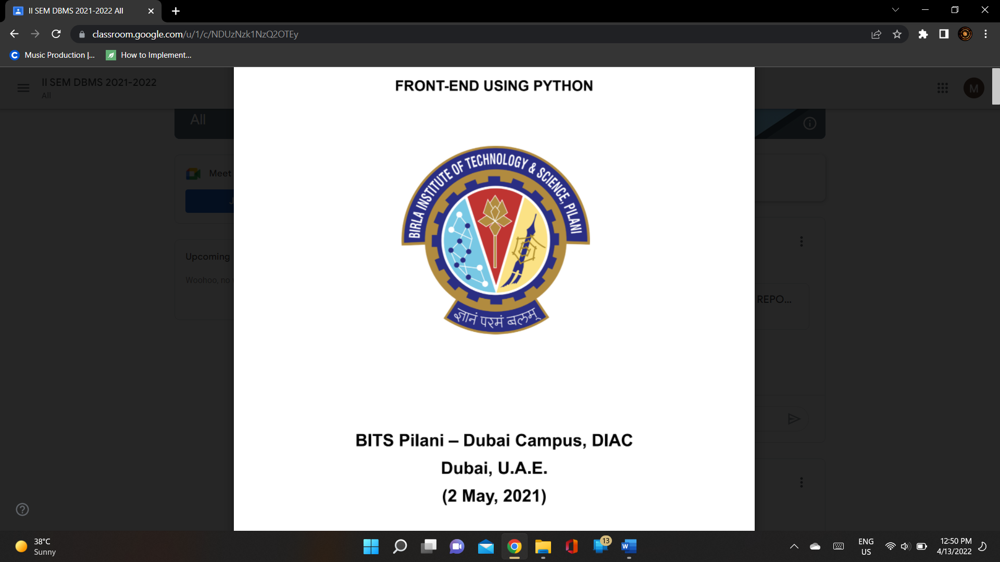 II SEM DBMS 2021-2022 All
classroom.google.com/u/1/c/NDUzNzk1NzQ2OTEy
Music Production |...
How to Implement...
II SEM DBMS 2021-2022
All
M
All
Meet
J
Upcoming
Woohoo, no
REPO...
FRONT-END USING PYTHON
BIRLA INSTITUTE OF TECHNOLOGY & SCIENCE, PILANI
ज्ञानं परमं बलम्
BITS Pilani – Dubai Campus, DIAC
Dubai, U.A.E.
(2 May, 2021)
38°C
Sunny
13
ENG
US
12:50 PM
4/13/2022